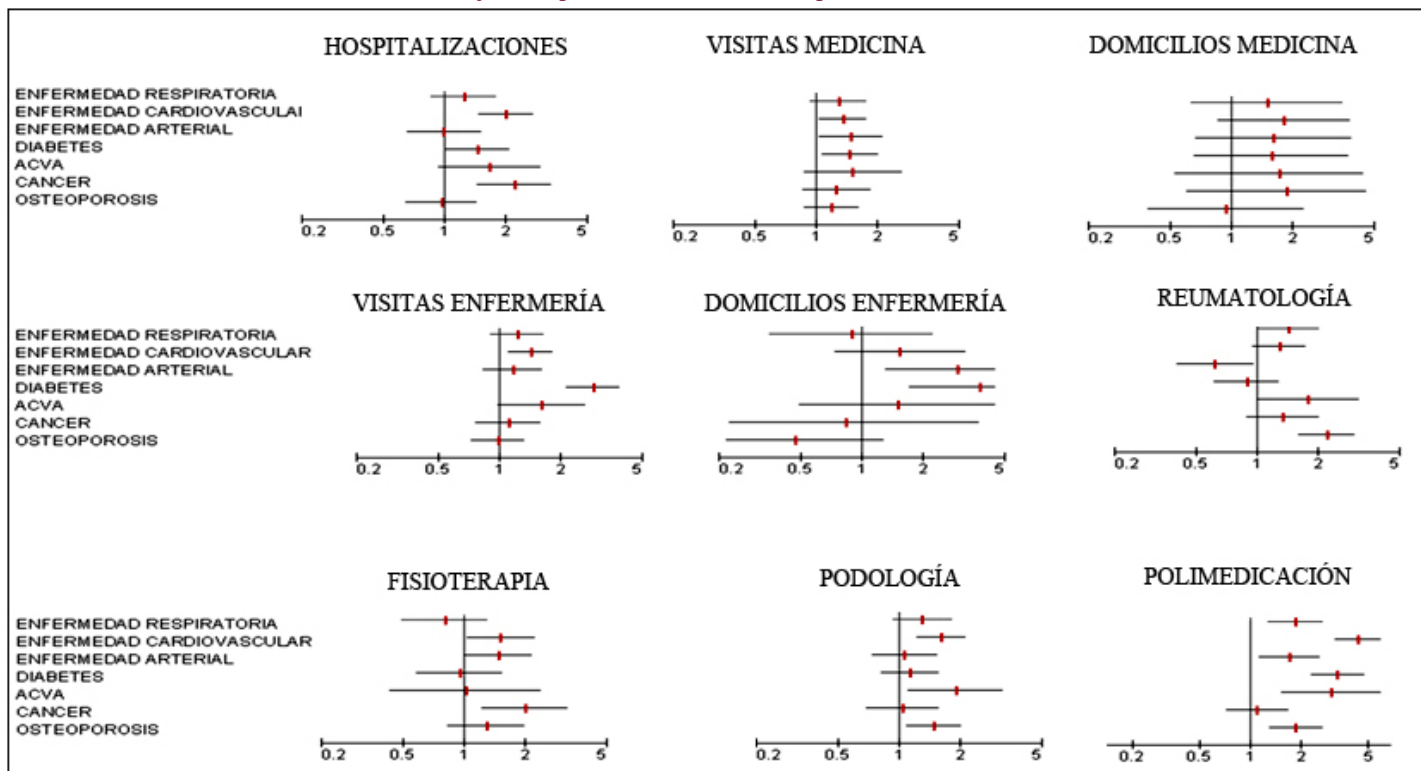 HOSPITALIZACIONES
VISITAS MEDICINA
DOMICILIOS MEDICINA
ENFERMEDAD RESPIRATORIA
ENFERMEDAD CARDIOVASCULAI
ENFERMEDAD ARTERIAL
DIABETES
ACVA
CANCER
OSTEOPOROSIS
0.2 0.5 1 2 5
0.2 0.5 1 2 5
0.2 0.5 1 2 5
VISITAS ENFERMERÍA
DOMICILIOS ENFERMERÍA
REUMATOLOGÍA
ENFERMEDAD RESPIRATORIA
ENFERMEDAD CARDIOVASCULAR
ENFERMEDAD ARTERIAL
DIABETES
ACVA
CANCER
OSTEOPOROSIS
0.2 0.5 1 2 5
0.2 0.5 1 2 5
0.2 0.5 1 2 5
FISIOTERAPIA
PODOLOGÍA
POLIMEDICACIÓN
ENFERMEDAD RESPIRATORIA
ENFERMEDAD CARDIOVASCULAR
ENFERMEDAD ARTERIAL
DIABETES
ACVA
CANCER
OSTEOPOROSIS
0.2 0.5 1 2 5
0.2 0.5 1 2 5
0.2 0.5 1 2 5